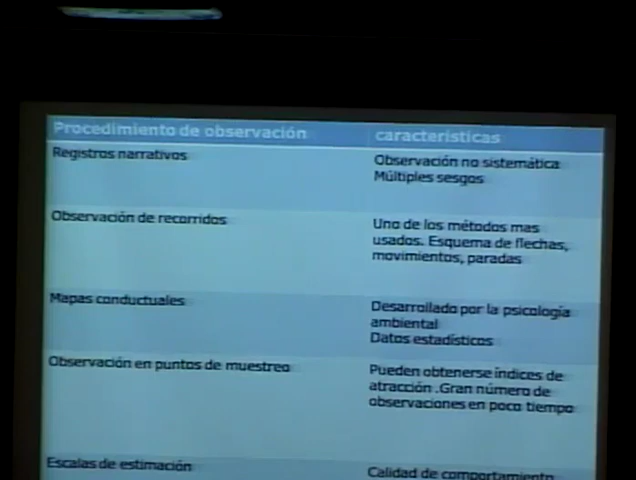 Procedimiento de observación
caracteristicas
Registros narrativos
Observación no sistemática
Múltiples sesgos
Observación de recorridos
Uno de los métodos mas
usados. Esquema de flechas,
movimientos, paradas
Mapas conductuales
Desarrollado por la psicología
ambiental
Datos estadísticos
Observación en puntos de muestreo
Pueden obtenerse índices de
atracción .Gran número de
observaciones en poco tiempo
Escalas de estimación
Calidad de comportamiento